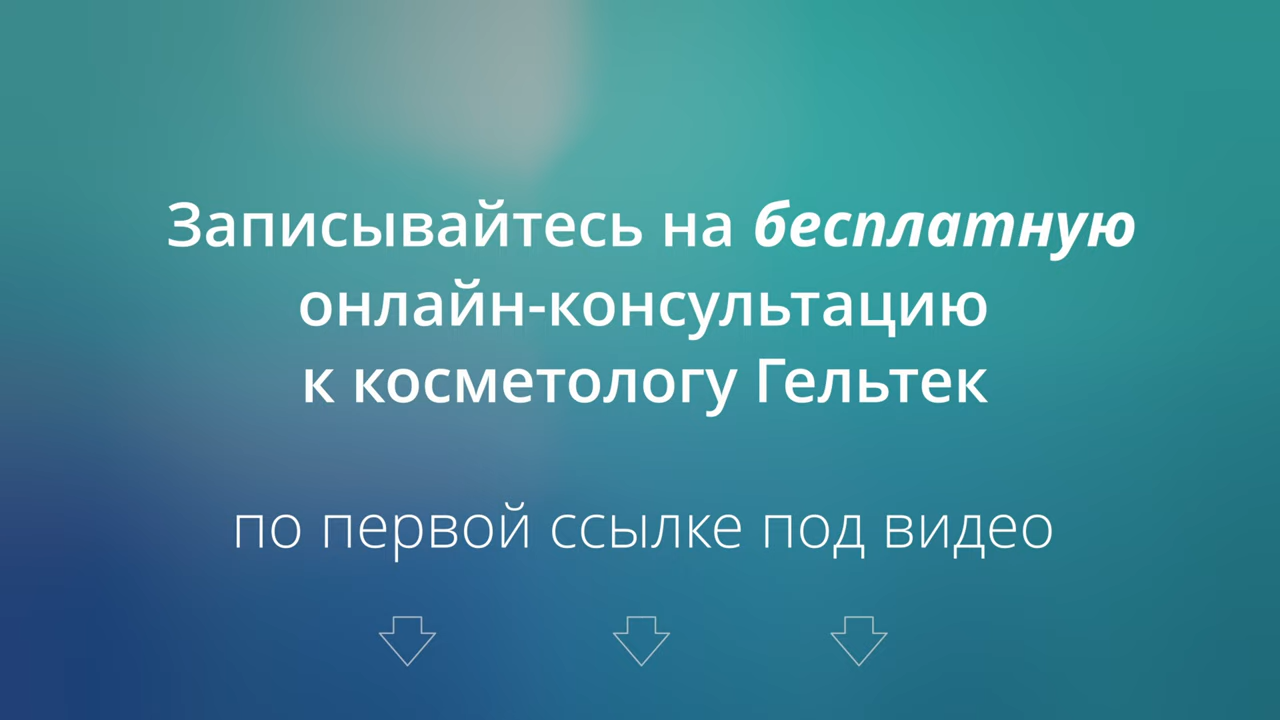 Записывайтесь на бесплатную
онлайн-консультацию
к косметологу Гельтек
по первой ссылке под видео